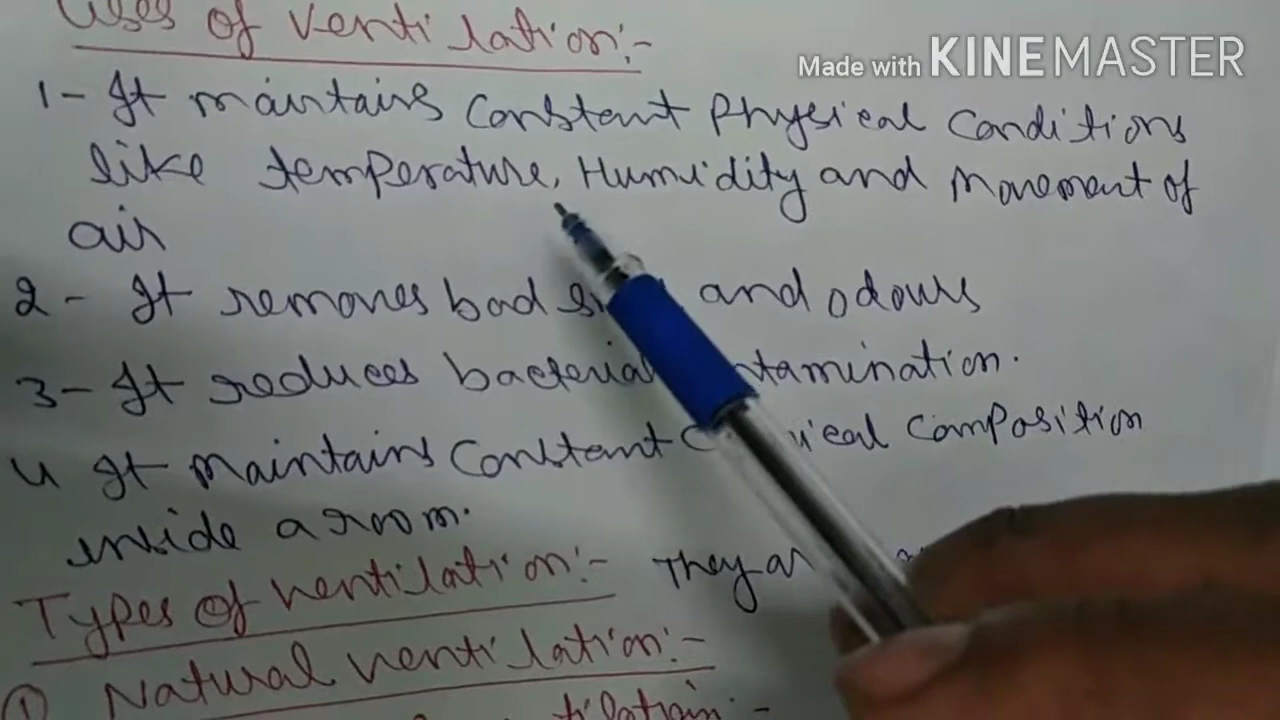 Uses of ventilation:-
Made with KINEMASTER
1- It maintains constant Physical conditions
like temperature, Humidity and Movement of
air
2 - It removes bad and odours
3- It reduces bacterial
4 It maintains constant composition
inside a room.
Types of ventilation:- They
① Natural ventilation:-